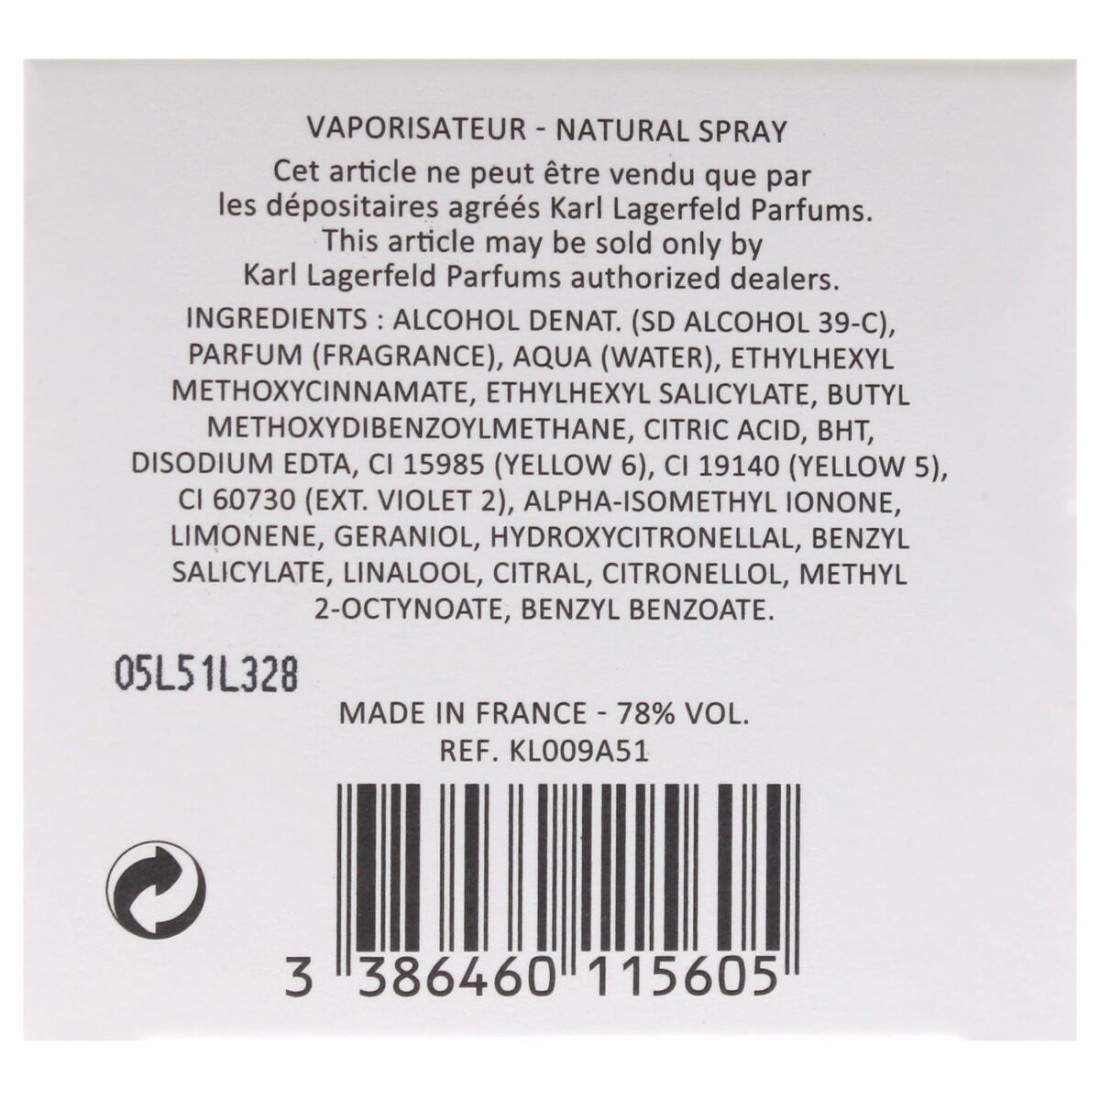 VAPORISATEUR - NATURAL SPRAY
Cet article ne peut être vendu que par
les dépositaires agréés Karl Lagerfeld Parfums.
This article may be sold only by
Karl Lagerfeld Parfums authorized dealers.
INGREDIENTS : ALCOHOL DENAT. (SD ALCOHOL 39-C),
PARFUM (FRAGRANCE), AQUA (WATER), ETHYLHEXYL
METHOXYCINNAMATE, ETHYLHEXYL SALICYLATE, BUTYL
METHOXYDIBENZOYLMETHANE, CITRIC ACID, BHT,
DISODIUM EDTA, CI 15985 (YELLOW 6), CI 19140 (YELLOW 5),
CI 60730 (EXT. VIOLET 2), ALPHA-ISOMETHYL IONONE,
LIMONENE, GERANIOL, HYDROXYCITRONELLAL, BENZYL
SALICYLATE, LINALOOL, CITRAL, CITRONELLOL, METHYL
2-OCTYNOATE, BENZYL BENZOATE.
05L51L328
MADE IN FRANCE - 78% VOL.
REF. KL009A51
3 386460 115605